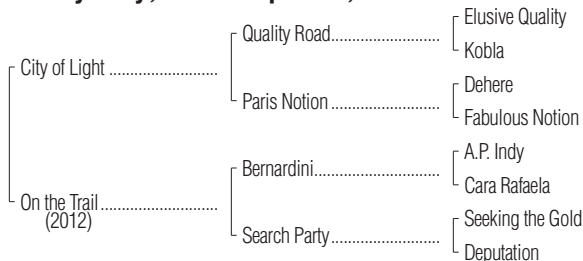 Elusive Quality
Quality Road
Kobla
City of Light
Dehere
Paris Notion
Fabulous Notion
A.P. Indy
Bernardini
Cara Rafaela
On the Trail
(2012)
Seeking the Gold
Search Party
Deputation